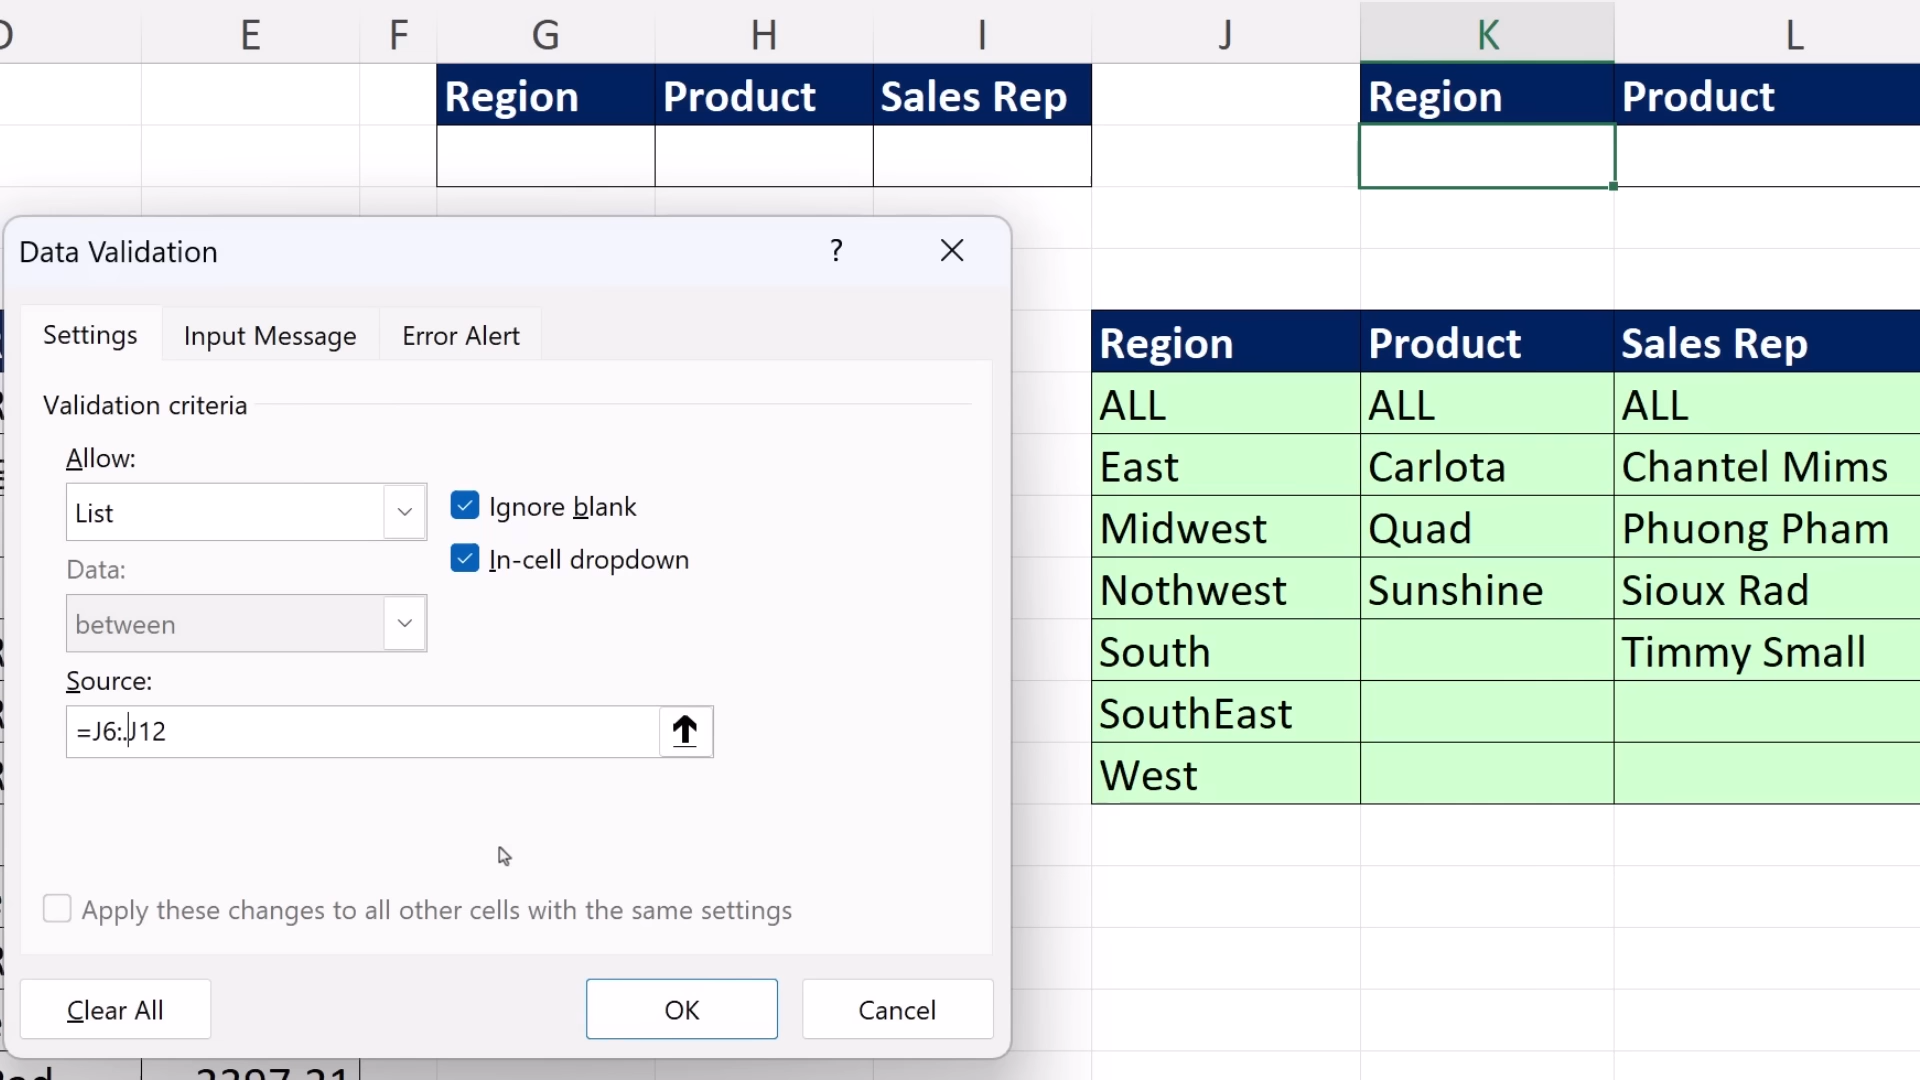 E F G H I J K L
Region Product Sales Rep Region Product
Data Validation ?
Settings Input Message Error Alert
Validation criteria
Allow:
List
Ignore blank
In-cell dropdown
Data:
between
Source:
=J6:.J12
Apply these changes to all other cells with the same settings
Clear All OK Cancel
Region Product Sales Rep
ALL ALL ALL
East Carlota Chantel Mims
Midwest Quad Phuong Pham
Nothwest Sunshine Sioux Rad
South Timmy Small
SouthEast
West